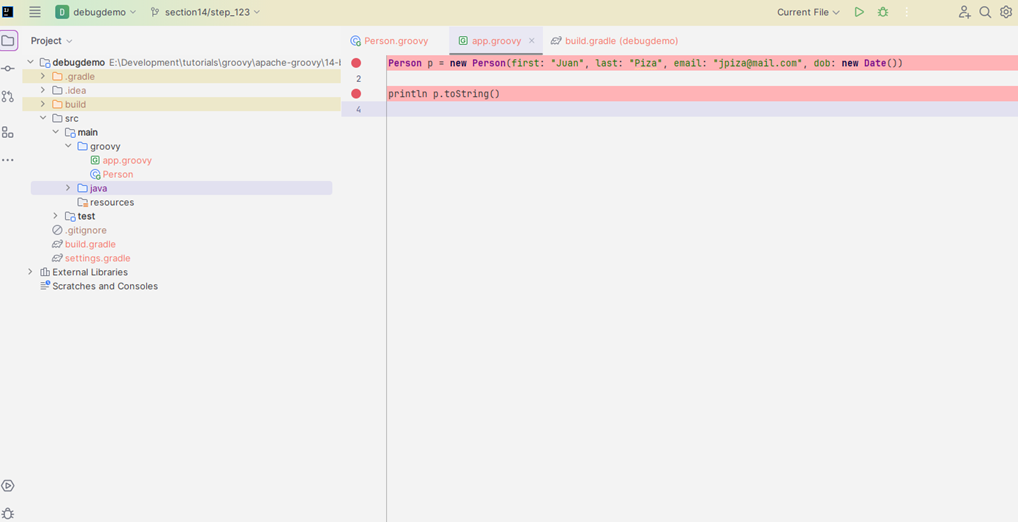 D debugdemo section14/step_123 Current File
Project
Person.groovy app.groovy build.gradle (debugdemo)
debugdemo E:\Development\tutorials\groovy\apache-groovy\14-
.gradle
.idea
build
src
main
groovy
app.groovy
Person
java
resources
test
.gitignore
build.gradle
settings.gradle
External Libraries
Scratches and Consoles
Person p = new Person(first: "Juan", last: "Piza", email: "jpiza@mail.com", dob: new Date())
2
println p.toString()
4